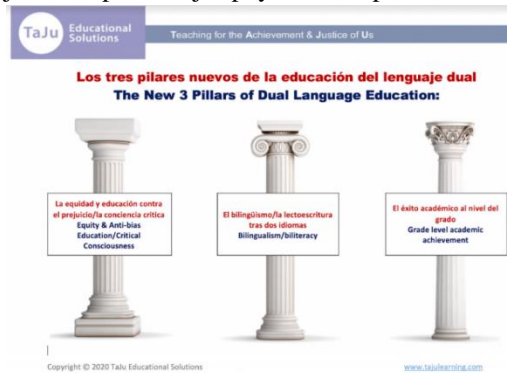 TaJu
Educational
Solutions
Teaching for the Achievement & Justice of Us
Los tres pilares nuevos de la educación del lenguaje dual
The New 3 Pillars of Dual Language Education:
La equidad y educación contra
el prejuicio/la conciencia crítica
Equity & Anti-bias
Education/Critical
Consciousness
El bilingüismo/la lectoescritura
tras dos idiomas
Bilingualism/biliteracy
El éxito académico al nivel del
grado
Grade level academic
achievement
Copyright © 2020 TaJu Educational Solutions
www.tajulearning.com